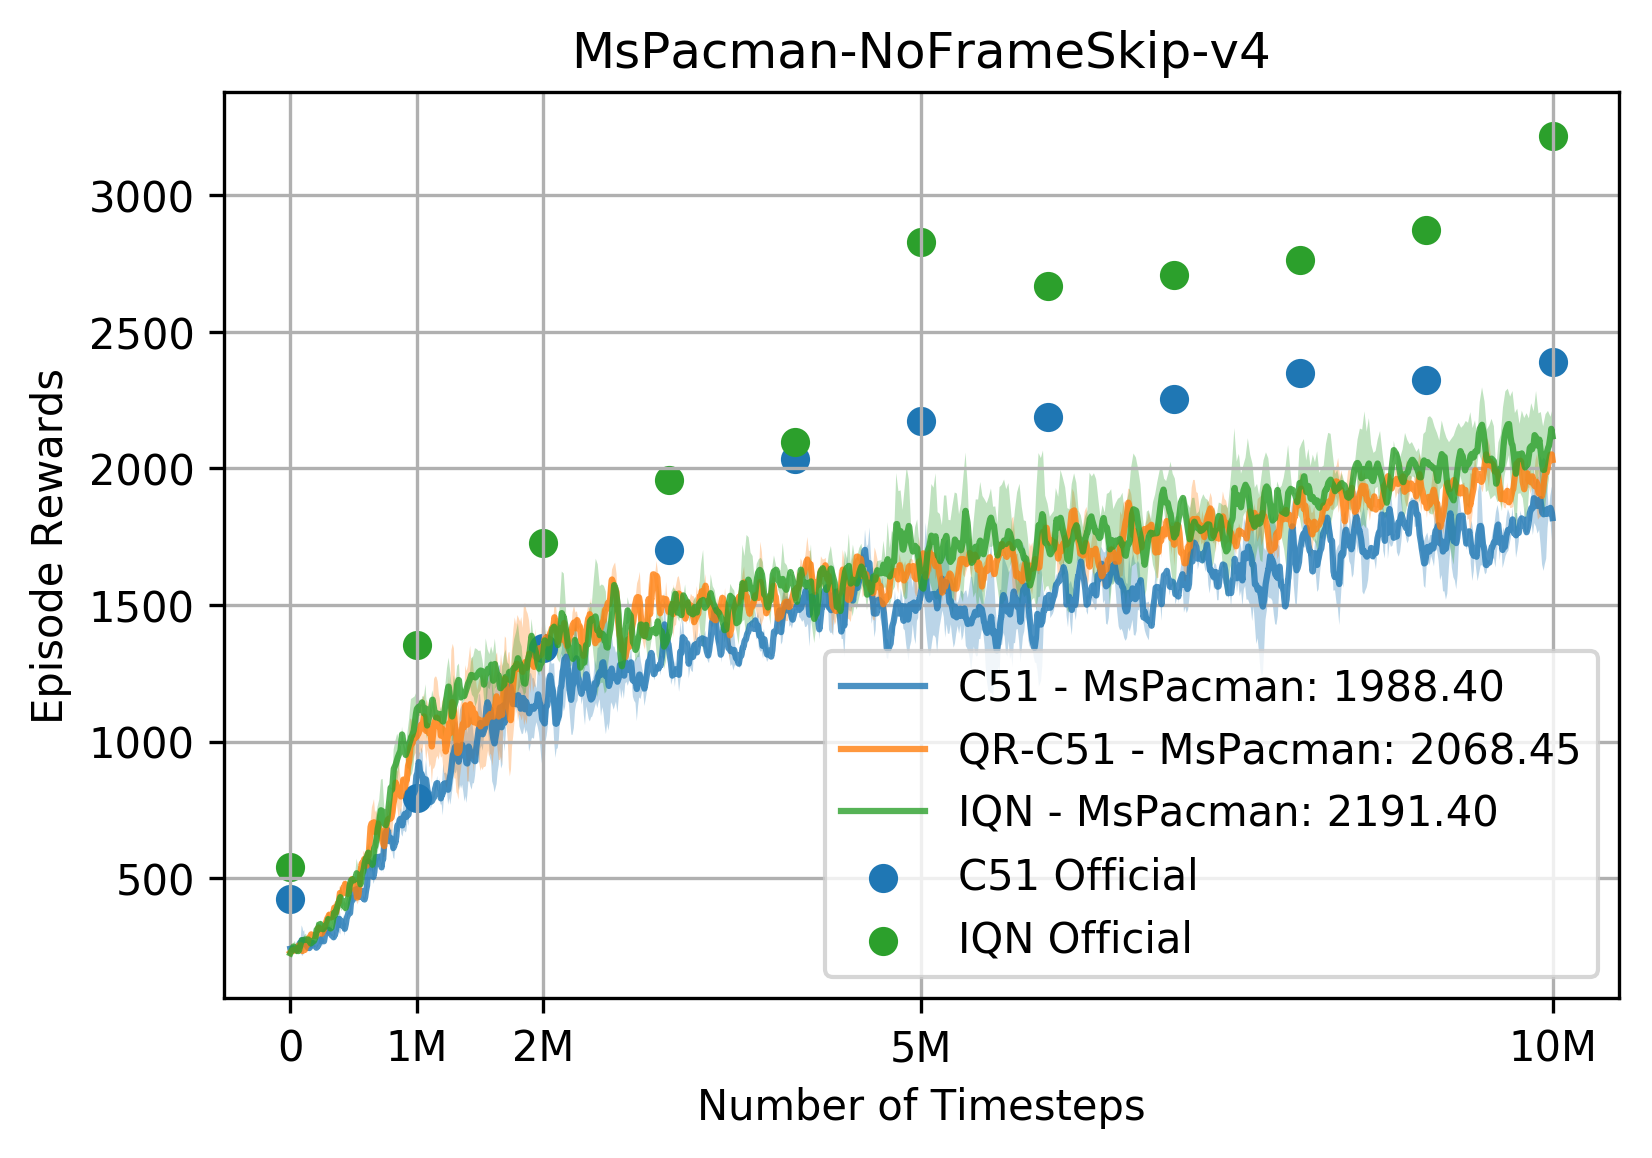 MsPacman-NoFrameSkip-v4
Episode Rewards
3000
2500
2000
1500
1000
500
C51 - MsPacman: 1988.40
QR-C51 - MsPacman: 2068.45
IQN - MsPacman: 2191.40
C51 Official
IQN Official
0 1M 2M 5M 10M
Number of Timesteps